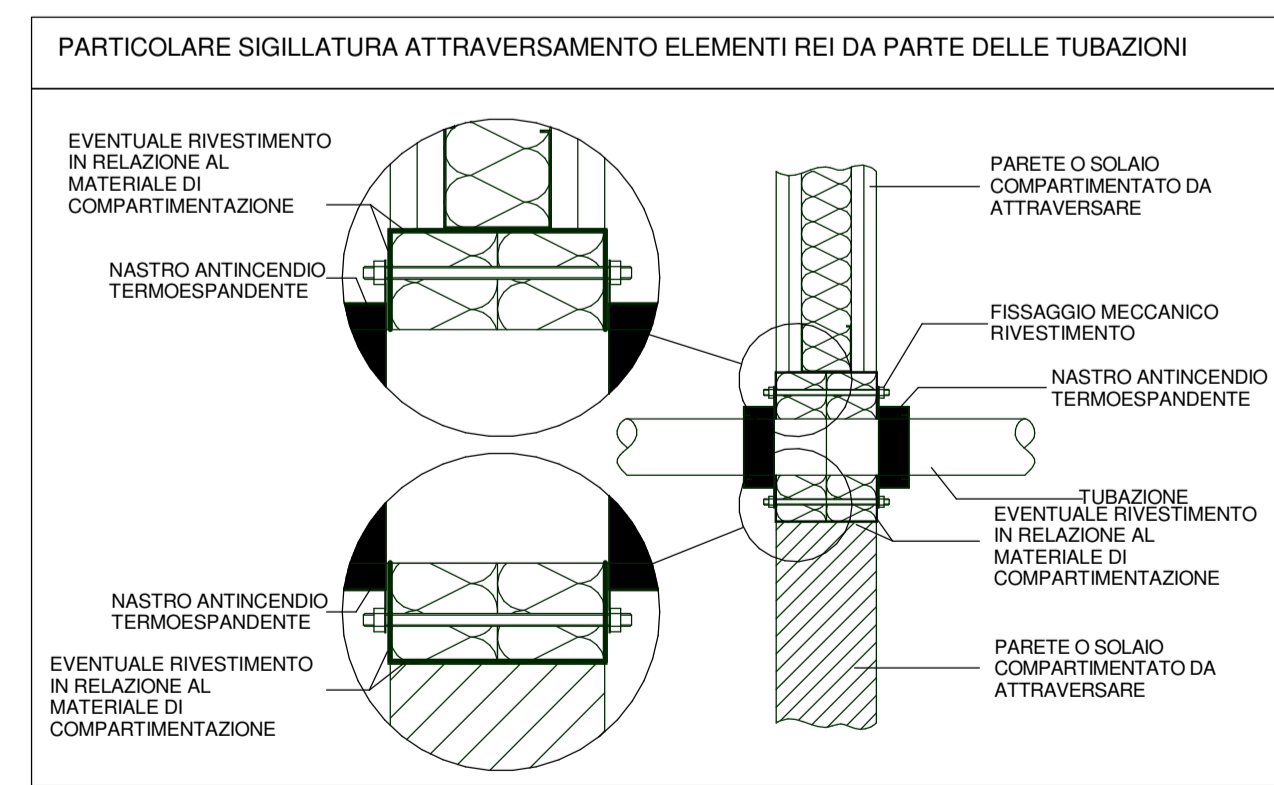 PARTICOLARE SIGILLATURA ATTRAVERSAMENTO ELEMENTI REI DA PARTE DELLE TUBAZIONI
EVENTUALE RIVESTIMENTO
IN RELAZIONE AL
MATERIALE DI
COMPARTIMENTAZIONE
NASTRO ANTINCENDIO
TERMOESPANDENTE
NASTRO ANTINCENDIO
TERMOESPANDENTE
EVENTUALE RIVESTIMENTO
IN RELAZIONE AL
MATERIALE DI
COMPARTIMENTAZIONE
PARETE O SOLAIO
COMPARTIMENTATO DA
ATTRAVERSARE
FISSAGGIO MECCANICO
RIVESTIMENTO
NASTRO ANTINCENDIO
TERMOESPANDENTE
TUBAZIONE
EVENTUALE RIVESTIMENTO
IN RELAZIONE AL
MATERIALE DI
COMPARTIMENTAZIONE
PARETE O SOLAIO
COMPARTIMENTATO DA
ATTRAVERSARE